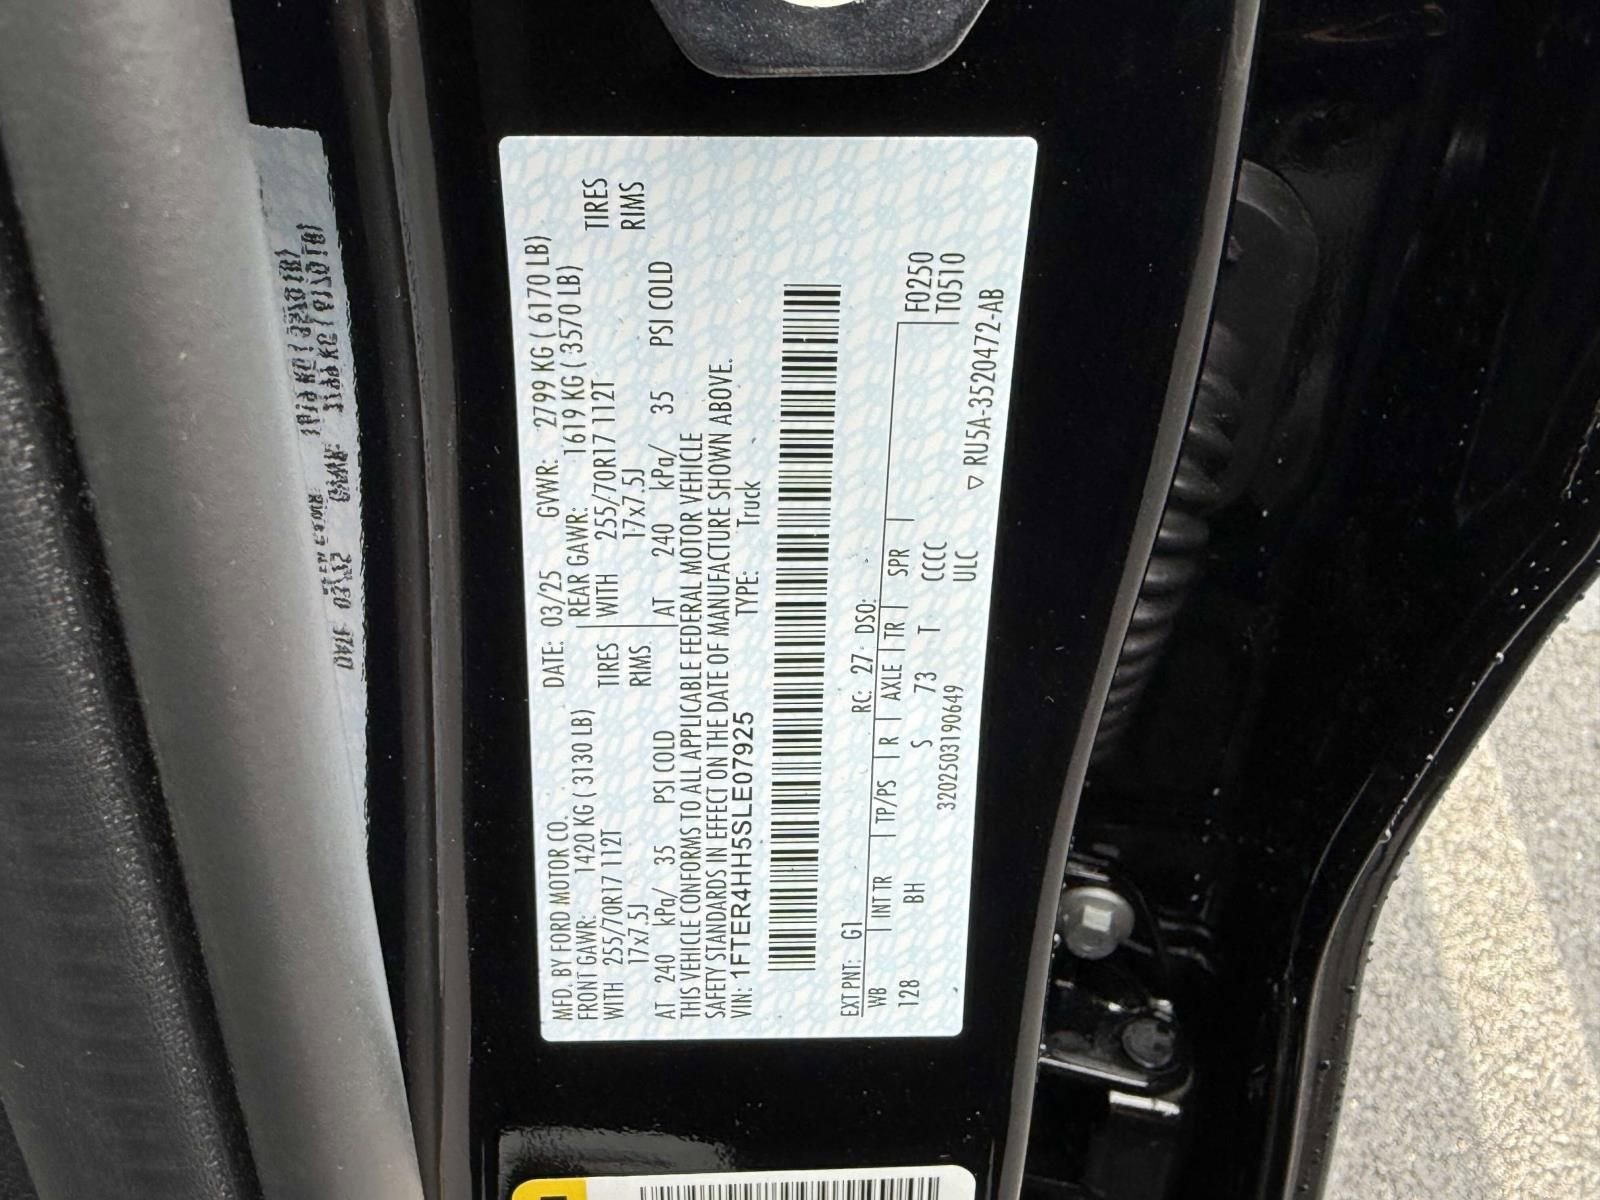 MFD. BY FORD MOTOR CO.
DATE: 03/25 GVWR: 2799 KG ( 6170 LB)
FRONT GAWR: 1420 KG ( 3130 LB) REAR GAWR: 1619 KG ( 3570 LB)
WITH 255/70R17 112T TIRES WITH 255/70R17 112T TIRES
17x7.5J RIMS 17x7.5J RIMS
AT 240 kPa/ 35 PSI COLD AT 240 kPa/ 35 PSI COLD
THIS VEHICLE CONFORMS TO ALL APPLICABLE FEDERAL MOTOR VEHICLE
SAFETY STANDARDS IN EFFECT ON THE DATE OF MANUFACTURE SHOWN ABOVE.
VIN: 1FTER4HH5SLE07925 TYPE: Truck
EXT PNT: G1 RC: 27 DSO: F0250
WB INT TR TP/PS R AXLE TR SPR T0510
128 BH S 73 T CCCC
320250319O649 ULC
▽ RU5A-3520472-AB